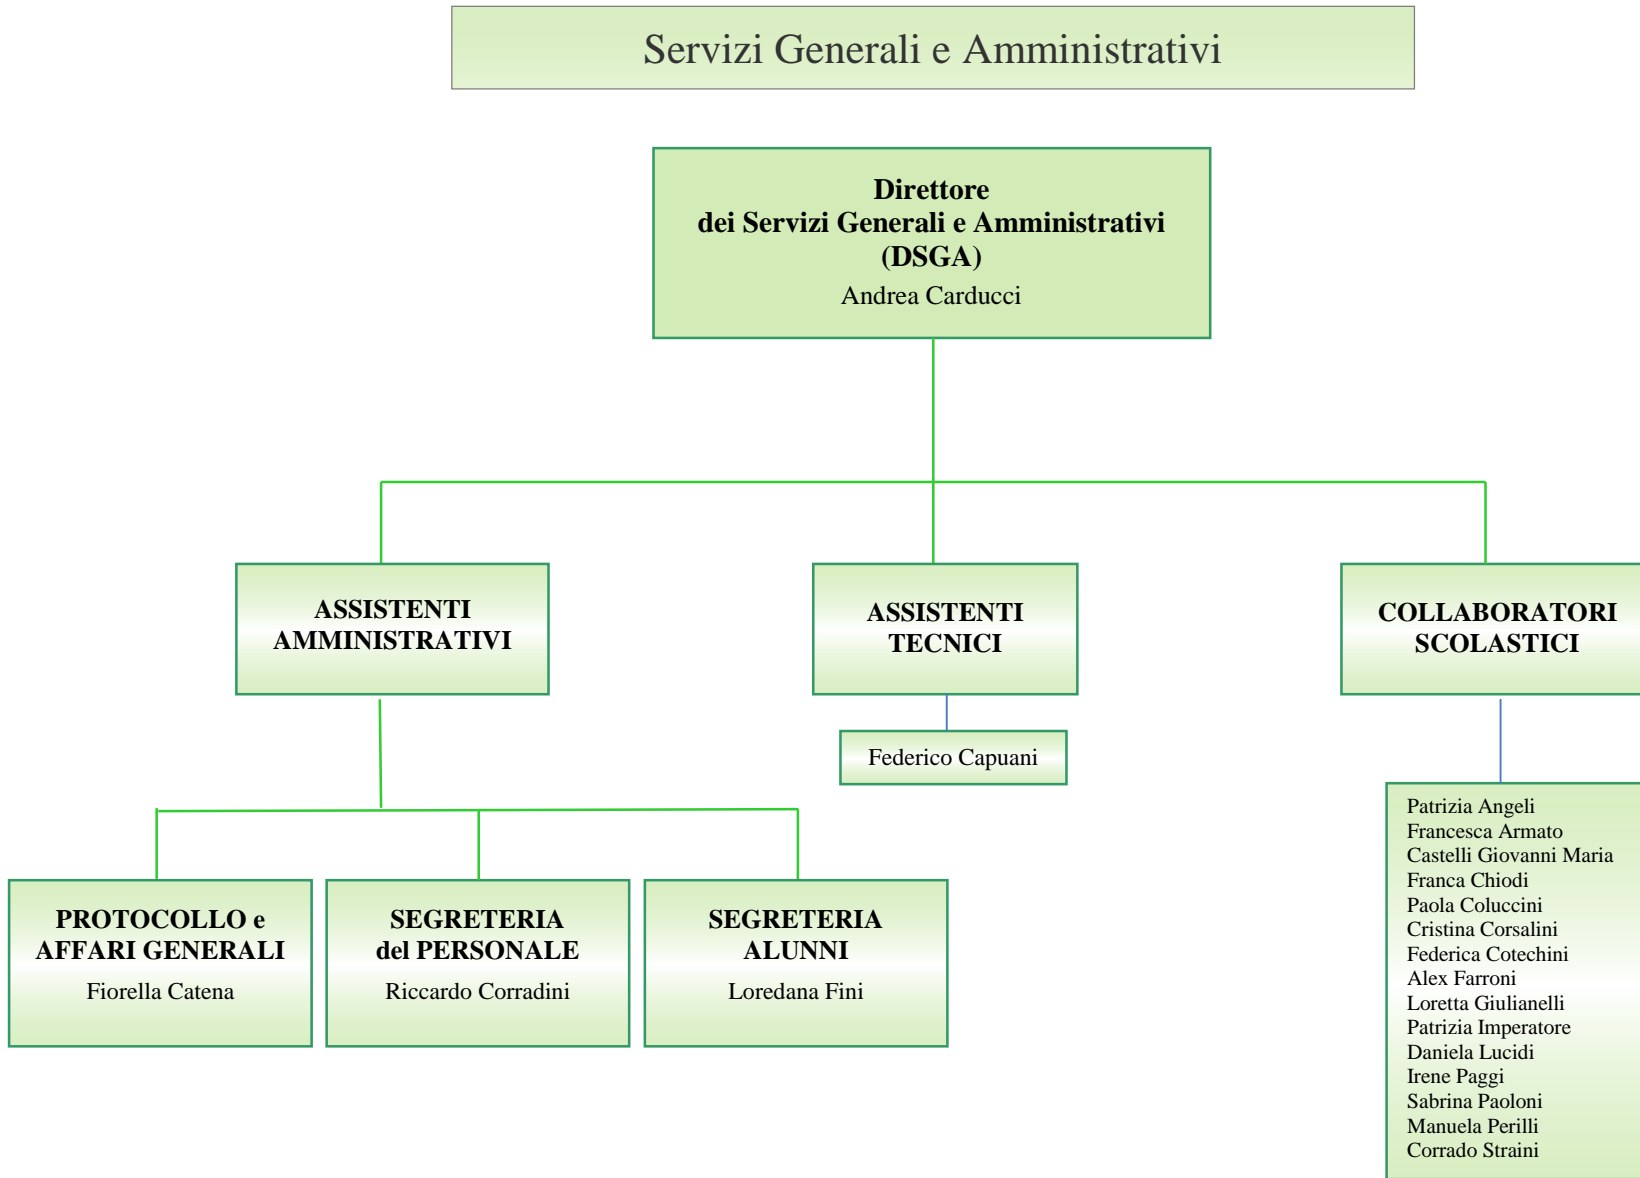 Servizi Generali e Amministrativi
Direttore
dei Servizi Generali e Amministrativi
(DSGA)
Andrea Carducci
ASSISTENTI
AMMINISTRATIVI
ASSISTENTI
TECNICI
COLLABORATORI
SCOLASTICI
Federico Capuani
PROTOCOLLO e
AFFARI GENERALI
Fiorella Catena
SEGRETERIA
del PERSONALE
Riccardo Corradini
SEGRETERIA
ALUNNI
Loredana Fini
Patrizia Angeli
Francesca Armato
Castelli Giovanni Maria
Franca Chiodi
Paola Coluccini
Cristina Corsalini
Federica Cotechini
Alex Farroni
Loretta Giulianelli
Patrizia Imperatore
Daniela Lucidi
Irene Paggi
Sabrina Paoloni
Manuela Perilli
Corrado Straini